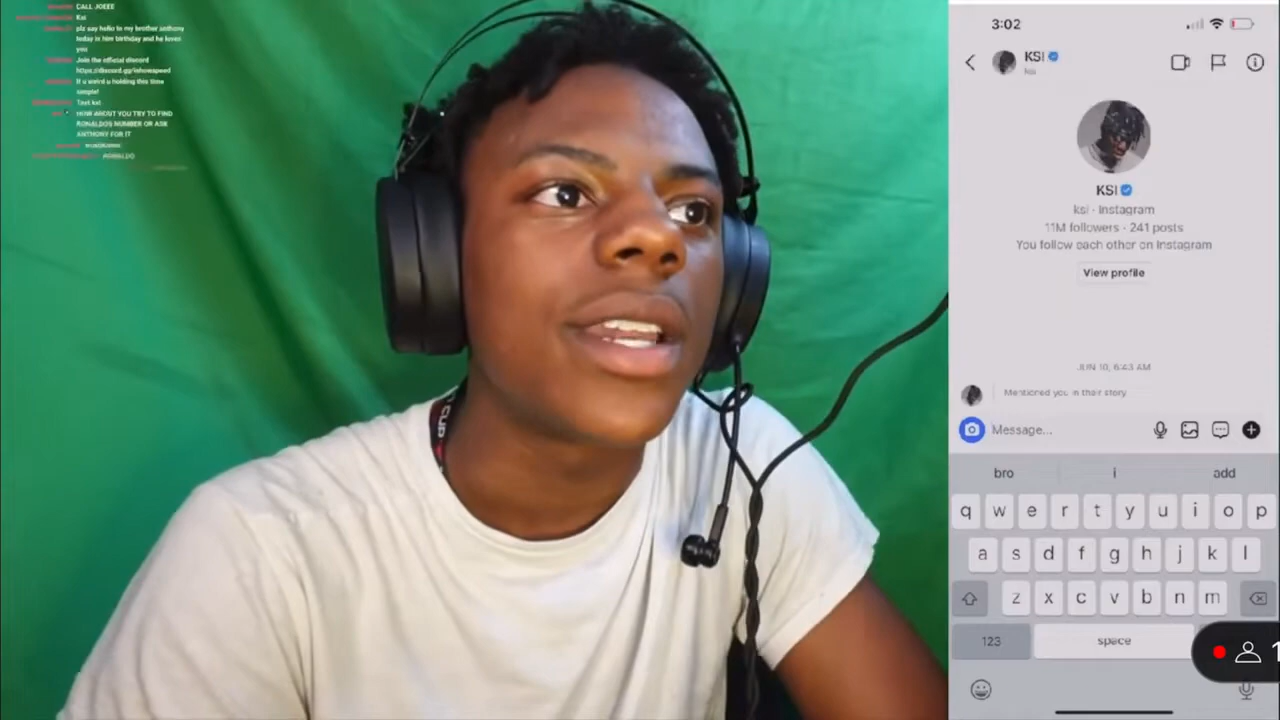 CALL JOEEE
Ksi
plz say hello to my brother anthony
today is him birthday and he loves
you
Join the official discord
https://discord.gg/ishowspeed
If u weird u holding this time
simple!
Text ksi
HOW ABOUT YOU TRY TO FIND
RONALDOS NUMBER OR ASK
ANTHONY FOR IT
RONALDO
CUP
3:02
KSI
ksi
KSI
ksi · Instagram
11M followers · 241 posts
You follow each other on Instagram
View profile
JUN 10, 6:43 AM
Mentioned you in their story
Message...
bro i add
q w e r t y u i o p
a s d f g h j k l
z x c v b n m
123 space
1